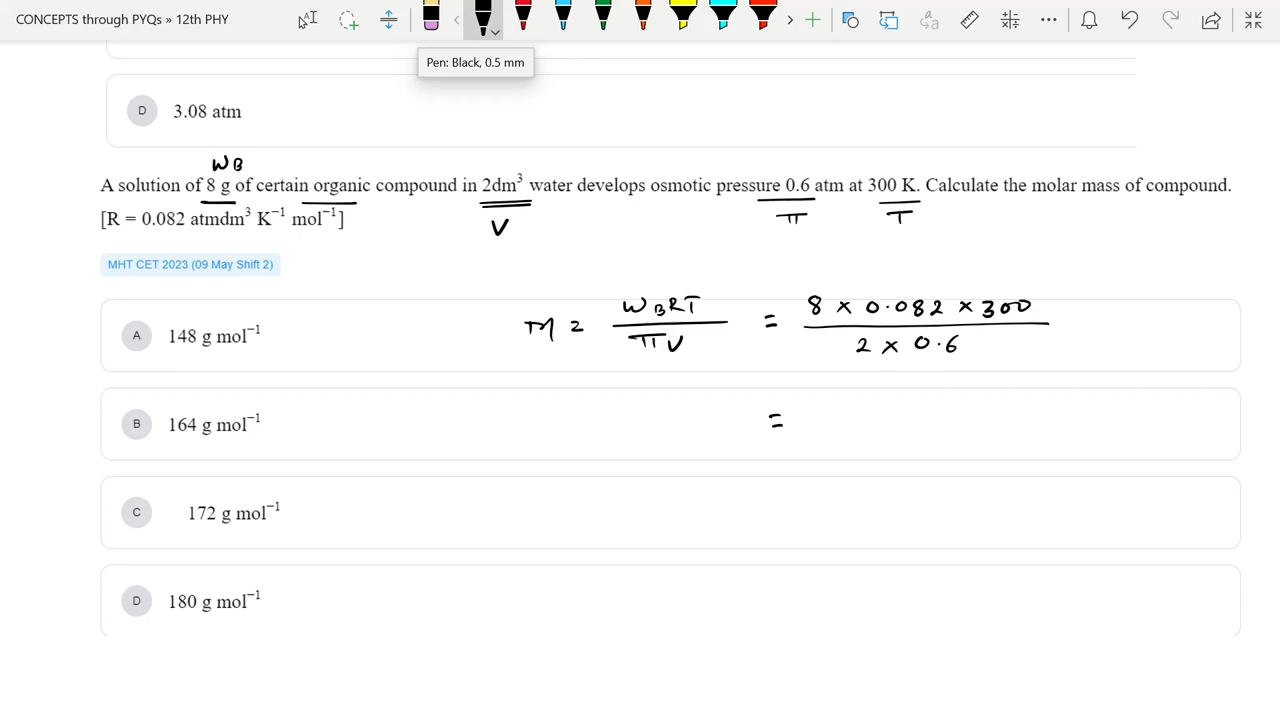 CONCEPTS through PYQs » 12th PHY
Pen: Black, 0.5 mm
D 3.08 atm
W B
A solution of 8 g of certain organic compound in 2dm³ water develops osmotic pressure 0.6 atm at 300 K. Calculate the molar mass of compound.
[R = 0.082 atmdm³ K⁻¹ mol⁻¹]
V π T
MHT CET 2023 (09 May Shift 2)
A 148 g mol⁻¹
M = W_B RT / πV = 8 × 0.082 × 300 / 2 × 0.6
B 164 g mol⁻¹
=
C 172 g mol⁻¹
D 180 g mol⁻¹